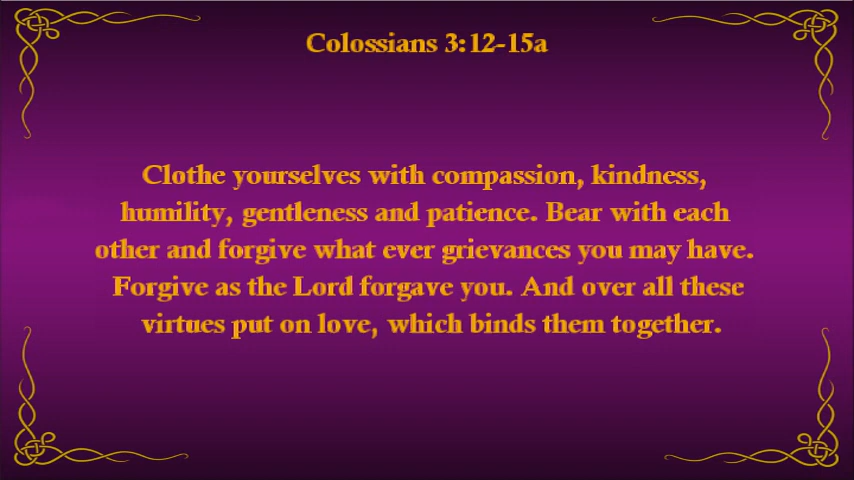 Colossians 3:12-15a
Clothe yourselves with compassion, kindness,
humility, gentleness and patience. Bear with each
other and forgive what ever grievances you may have.
Forgive as the Lord forgave you. And over all these
virtues put on love, which binds them together.